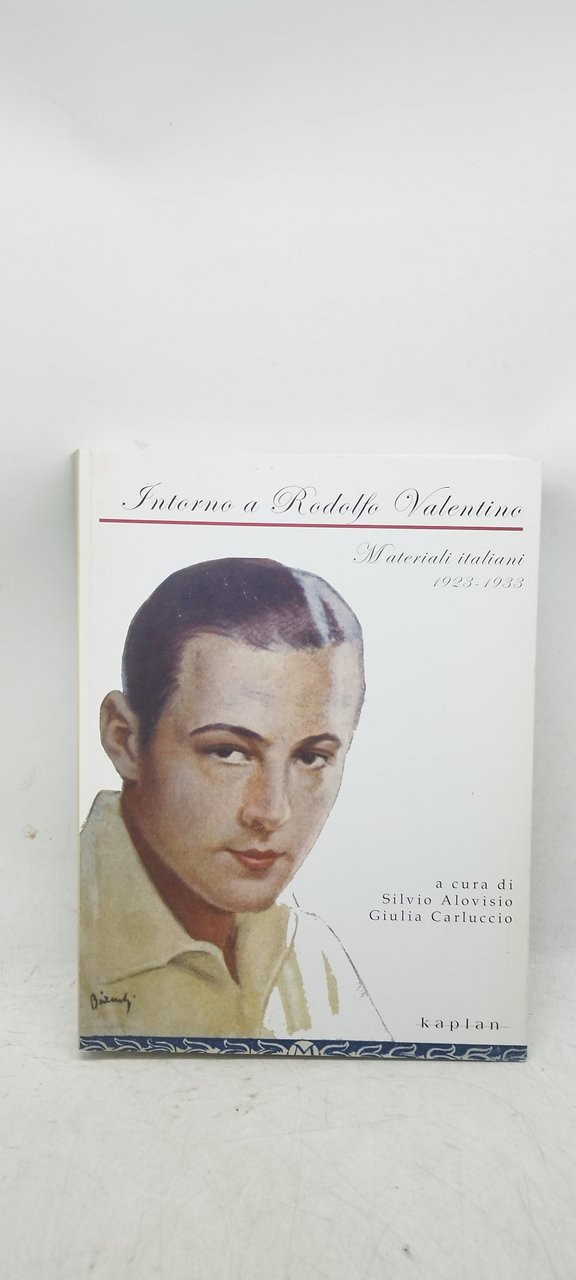 Intorno a Rodolfo Valentino
Materiali italiani
1923-1933
a cura di
Silvio Alovisio
Giulia Carluccio
kaplan
M